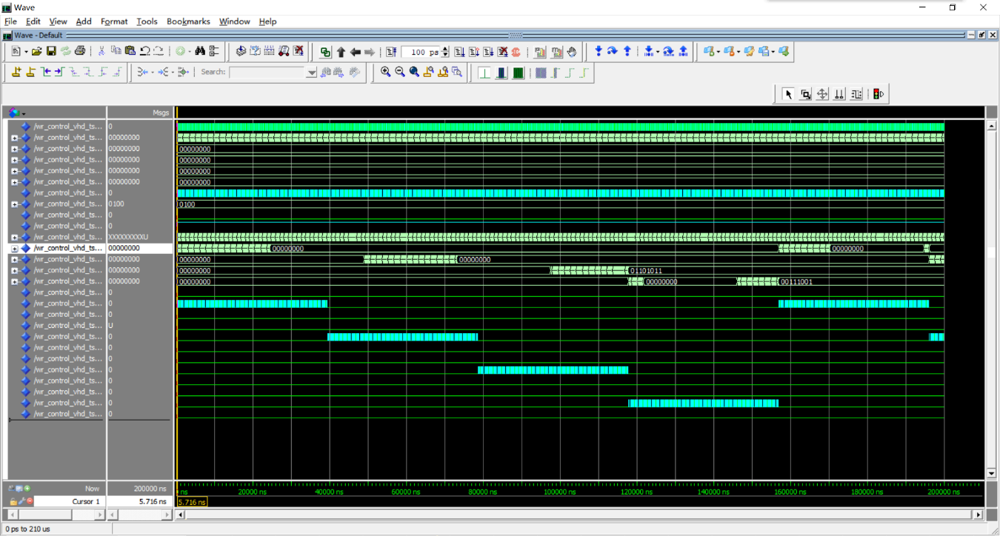 Wave
File Edit View Add Format Tools Bookmarks Window Help
Wave - Default
100 ps
Search:
Msgs
/wr_control_vhd_ts... 0
/wr_control_vhd_ts... 00000000
/wr_control_vhd_ts... 00000000 00000000
/wr_control_vhd_ts... 00000000 00000000
/wr_control_vhd_ts... 00000000 00000000
/wr_control_vhd_ts... 00000000 00000000
/wr_control_vhd_ts... 0
/wr_control_vhd_ts... 0100 0100
/wr_control_vhd_ts... 0
/wr_control_vhd_ts... 0
/wr_control_vhd_ts... XXXXXXXXXU
/wr_control_vhd_ts... 00000000 00000000 00000000
/wr_control_vhd_ts... 00000000 00000000 00000000
/wr_control_vhd_ts... 00000000 00000000 01101011
/wr_control_vhd_ts... 00000000 00000000 00000000 00111001
/wr_control_vhd_ts... 0
/wr_control_vhd_ts... 0
/wr_control_vhd_ts... 0
/wr_control_vhd_ts... U
/wr_control_vhd_ts... 0
/wr_control_vhd_ts... 0
/wr_control_vhd_ts... 0
/wr_control_vhd_ts... 0
/wr_control_vhd_ts... 0
/wr_control_vhd_ts... 0
/wr_control_vhd_ts... 0
/wr_control_vhd_ts... 0
Now 200000 ns ns 20000 ns 40000 ns 60000 ns 80000 ns 100000 ns 120000 ns 140000 ns 160000 ns 180000 ns 200000 ns
Cursor 1 5.716 ns 5.716 ns
0 ps to 210 us